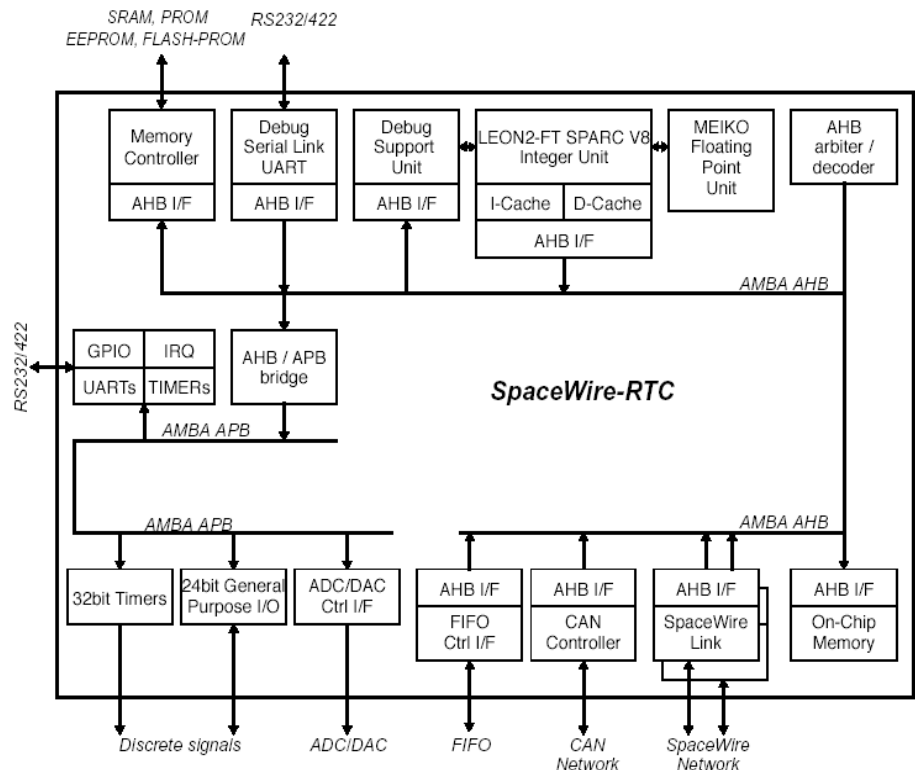 SRAM, PROM
EEPROM, FLASH-PROM
RS232/422
Memory
Controller
AHB I/F
Debug
Serial Link
UART
AHB I/F
Debug
Support
Unit
AHB I/F
LEON2-FT SPARC V8
Integer Unit
I-Cache
D-Cache
AHB I/F
MEIKO
Floating
Point
Unit
AHB
arbiter /
decoder
AMBA AHB
RS232/422
GPIO
IRQ
UARTs
TIMERs
AHB / APB
bridge
SpaceWire-RTC
AMBA APB
AMBA APB
AMBA AHB
32bit Timers
24bit General
Purpose I/O
ADC/DAC
Ctrl I/F
AHB I/F
FIFO
Ctrl I/F
AHB I/F
CAN
Controller
AHB I/F
SpaceWire
Link
AHB I/F
On-Chip
Memory
Discrete signals
ADC/DAC
FIFO
CAN
Network
SpaceWire
Network